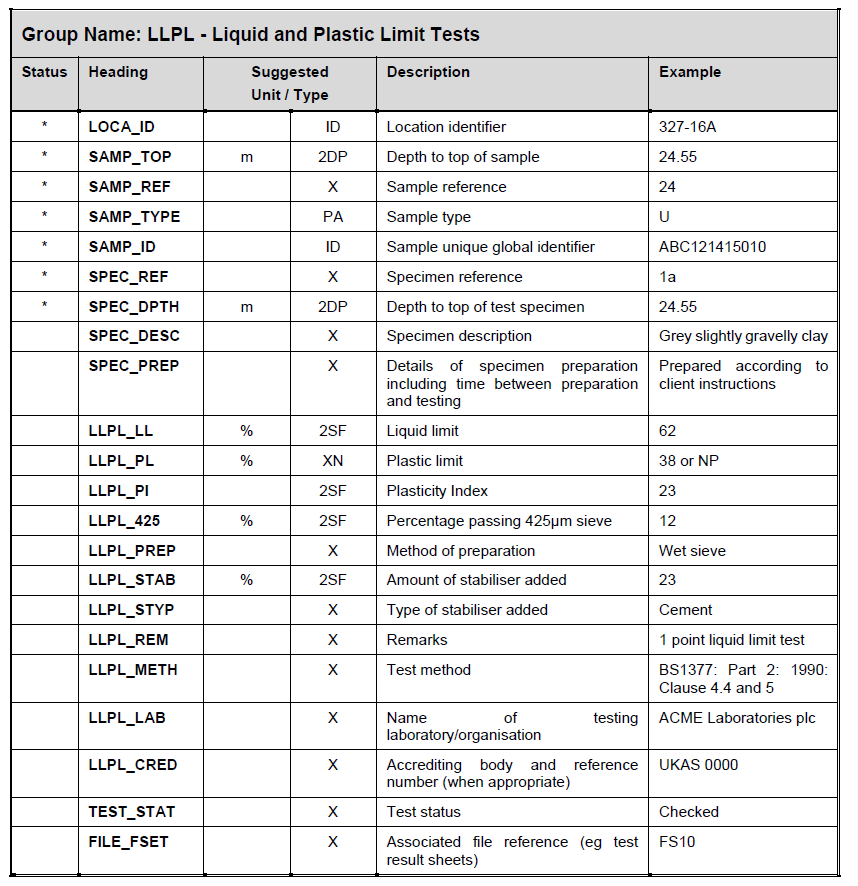 Group Name: LLPL - Liquid and Plastic Limit Tests
Status Heading Suggested Unit / Type Description Example
* LOCA_ID ID Location identifier 327-16A
* SAMP_TOP m 2DP Depth to top of sample 24.55
* SAMP_REF X Sample reference 24
* SAMP_TYPE PA Sample type U
* SAMP_ID ID Sample unique global identifier ABC121415010
* SPEC_REF X Specimen reference 1a
* SPEC_DPTH m 2DP Depth to top of test specimen 24.55
SPEC_DESC X Specimen description Grey slightly gravelly clay
SPEC_PREP X Details of specimen preparation including time between preparation and testing Prepared according to client instructions
LLPL_LL % 2SF Liquid limit 62
LLPL_PL % XN Plastic limit 38 or NP
LLPL_PI 2SF Plasticity Index 23
LLPL_425 % 2SF Percentage passing 425µm sieve 12
LLPL_PREP X Method of preparation Wet sieve
LLPL_STAB % 2SF Amount of stabiliser added 23
LLPL_STYP X Type of stabiliser added Cement
LLPL_REM X Remarks 1 point liquid limit test
LLPL_METH X Test method BS1377: Part 2: 1990: Clause 4.4 and 5
LLPL_LAB X Name of testing laboratory/organisation ACME Laboratories plc
LLPL_CRED X Accrediting body and reference number (when appropriate) UKAS 0000
TEST_STAT X Test status Checked
FILE_FSET X Associated file reference (eg test result sheets) FS10